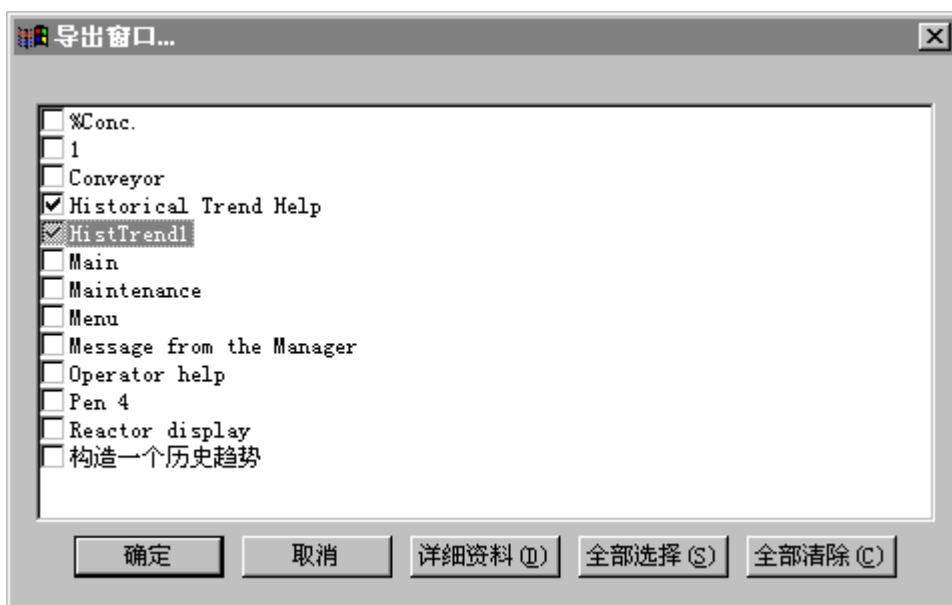 导出窗口...
%Conc.
1
Conveyor
Historical Trend Help
HistTrend1
Main
Maintenance
Menu
Message from the Manager
Operator help
Pen 4
Reactor display
构造一个历史趋势
确定 取消 详细资料(D) 全部选择(S) 全部清除(C)